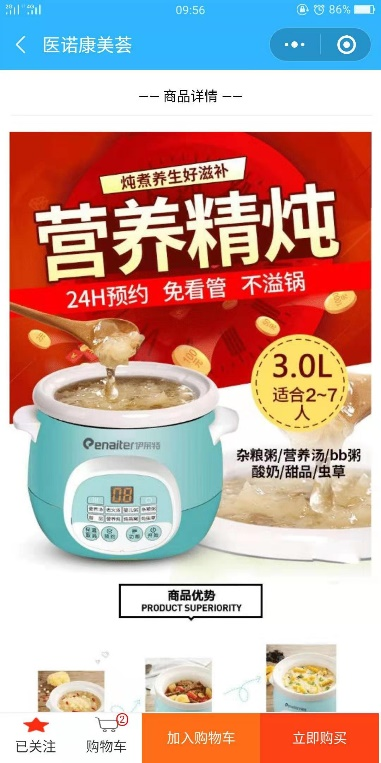 09:56
86%
医诺康美荟
—— 商品详情 ——
炖煮养生好滋补
营养精炖
24H预约 免看管 不溢锅
3.0L
适合2~7
人
杂粮粥/营养汤/bb粥
酸奶/甜品/虫草
enaiter伊莱特
08
商品优势
PRODUCT SUPERIORITY
2
已关注
购物车
加入购物车
立即购买